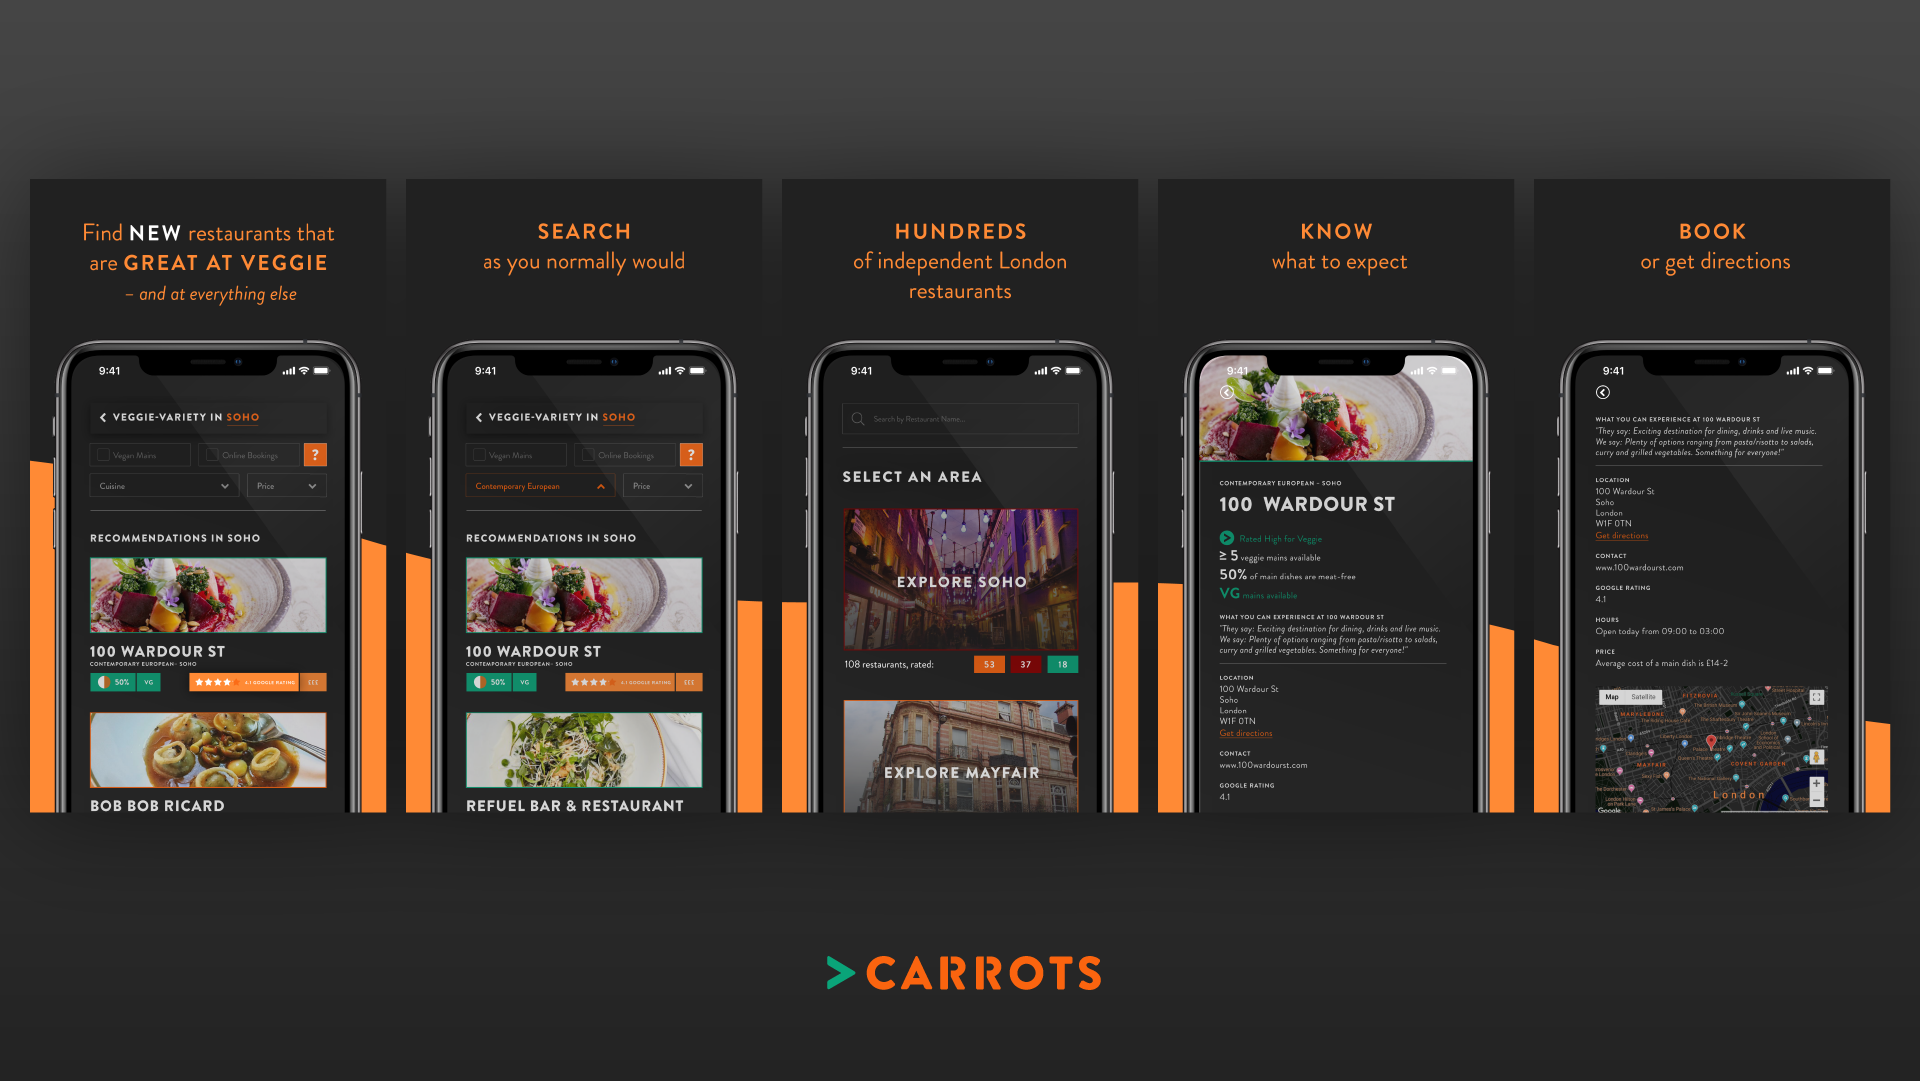 Find NEW restaurants that
are GREAT AT VEGGIE
– and at everything else
9:41
VEGGIE-VARIETY IN SOHO
Vegan Mains
Online Bookings
?
Cuisine
Price
RECOMMENDATIONS IN SOHO
100 WARDOUR ST
CONTEMPORARY EUROPEAN- SOHO
50%
VG
4.1 GOOGLE RATING
£££
BOB BOB RICARD
SEARCH
as you normally would
9:41
VEGGIE-VARIETY IN SOHO
Vegan Mains
Online Bookings
?
Contemporary European
Price
RECOMMENDATIONS IN SOHO
100 WARDOUR ST
CONTEMPORARY EUROPEAN- SOHO
50%
VG
4.1 GOOGLE RATING
£££
REFUEL BAR & RESTAURANT
HUNDREDS
of independent London
restaurants
9:41
Search by Restaurant Name...
SELECT AN AREA
EXPLORE SOHO
108 restaurants, rated:
53
37
18
EXPLORE MAYFAIR
KNOW
what to expect
9:41
CONTEMPORARY EUROPEAN - SOHO
100 WARDOUR ST
Rated High for Veggie
≥ 5 veggie mains available
50% of main dishes are meat-free
VG mains available
WHAT YOU CAN EXPERIENCE AT 100 WARDOUR ST
"They say: Exciting destination for dining, drinks and live music.
We say: Plenty of options ranging from pasta/risotto to salads,
curry and grilled vegetables. Something for everyone!"
LOCATION
100 Wardour St
Soho
London
W1F 0TN
Get directions
CONTACT
www.100wardourst.com
GOOGLE RATING
4.1
BOOK
or get directions
9:41
WHAT YOU CAN EXPERIENCE AT 100 WARDOUR ST
"They say: Exciting destination for dining, drinks and live music.
We say: Plenty of options ranging from pasta/risotto to salads,
curry and grilled vegetables. Something for everyone!"
LOCATION
100 Wardour St
Soho
London
W1F 0TN
Get directions
CONTACT
www.100wardourst.com
GOOGLE RATING
4.1
HOURS
Open today from 09:00 to 03:00
PRICE
Average cost of a main dish is £14-2
Map
Satellite
FITZROVIA
The British Museum
MARYLEBONE
MAYFAIR
COVENT GARDEN
London
St James's Palace
Google
CARROTS